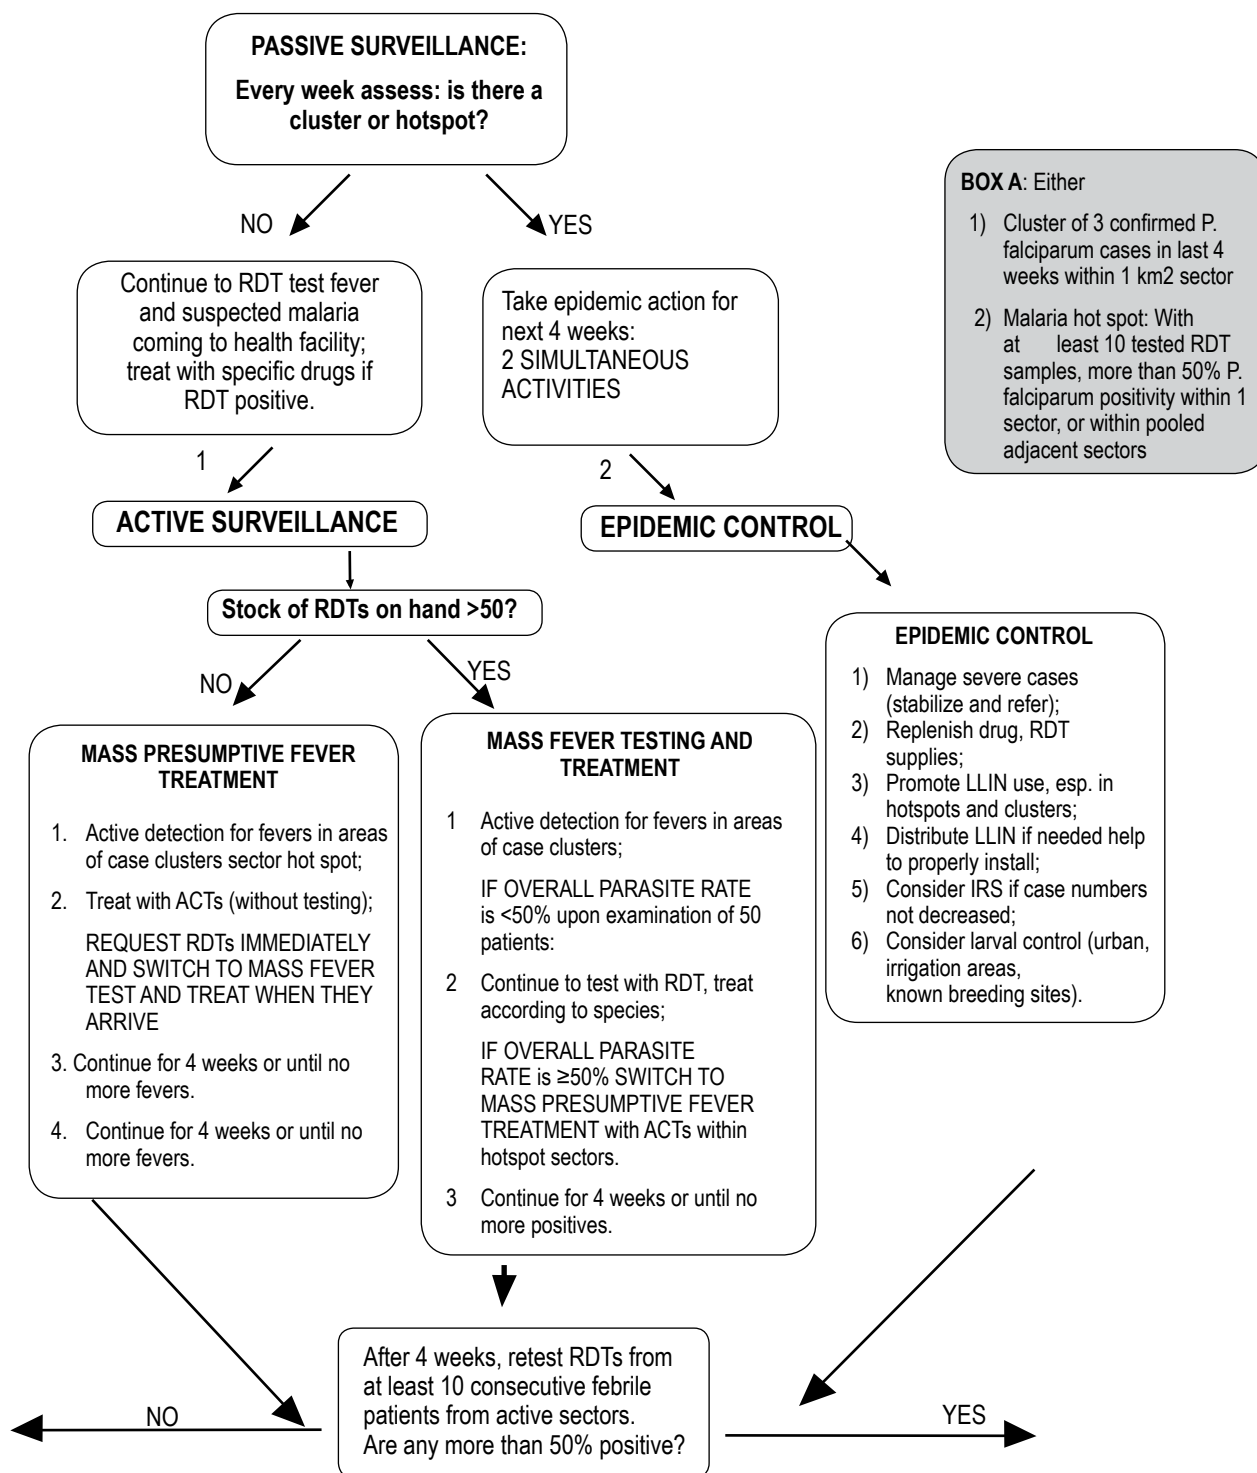 PASSIVE SURVEILLANCE:
Every week assess: is there a
cluster or hotspot?
NO
YES
BOX A: Either
1) Cluster of 3 confirmed P.
falciparum cases in last 4
weeks within 1 km2 sector
2) Malaria hot spot: With
at least 10 tested RDT
samples, more than 50% P.
falciparum positivity within 1
sector, or within pooled
adjacent sectors
Continue to RDT test fever
and suspected malaria
coming to health facility;
treat with specific drugs if
RDT positive.
Take epidemic action for
next 4 weeks:
2 SIMULTANEOUS
ACTIVITIES
1
2
ACTIVE SURVEILLANCE
EPIDEMIC CONTROL
Stock of RDTs on hand >50?
NO
YES
MASS PRESUMPTIVE FEVER
TREATMENT
1. Active detection for fevers in areas
of case clusters sector hot spot;
2. Treat with ACTs (without testing);
REQUEST RDTs IMMEDIATELY
AND SWITCH TO MASS FEVER
TEST AND TREAT WHEN THEY
ARRIVE
3. Continue for 4 weeks or until no
more fevers.
4. Continue for 4 weeks or until no
more fevers.
MASS FEVER TESTING AND
TREATMENT
1 Active detection for fevers in areas
of case clusters;
IF OVERALL PARASITE RATE
is <50% upon examination of 50
patients:
2 Continue to test with RDT, treat
according to species;
IF OVERALL PARASITE
RATE is ≥50% SWITCH TO
MASS PRESUMPTIVE FEVER
TREATMENT with ACTs within
hotspot sectors.
3 Continue for 4 weeks or until no
more positives.
EPIDEMIC CONTROL
1) Manage severe cases
(stabilize and refer);
2) Replenish drug, RDT
supplies;
3) Promote LLIN use, esp. in
hotspots and clusters;
4) Distribute LLIN if needed help
to properly install;
5) Consider IRS if case numbers
not decreased;
6) Consider larval control (urban,
irrigation areas,
known breeding sites).
After 4 weeks, retest RDTs from
at least 10 consecutive febrile
patients from active sectors.
Are any more than 50% positive?
NO
YES